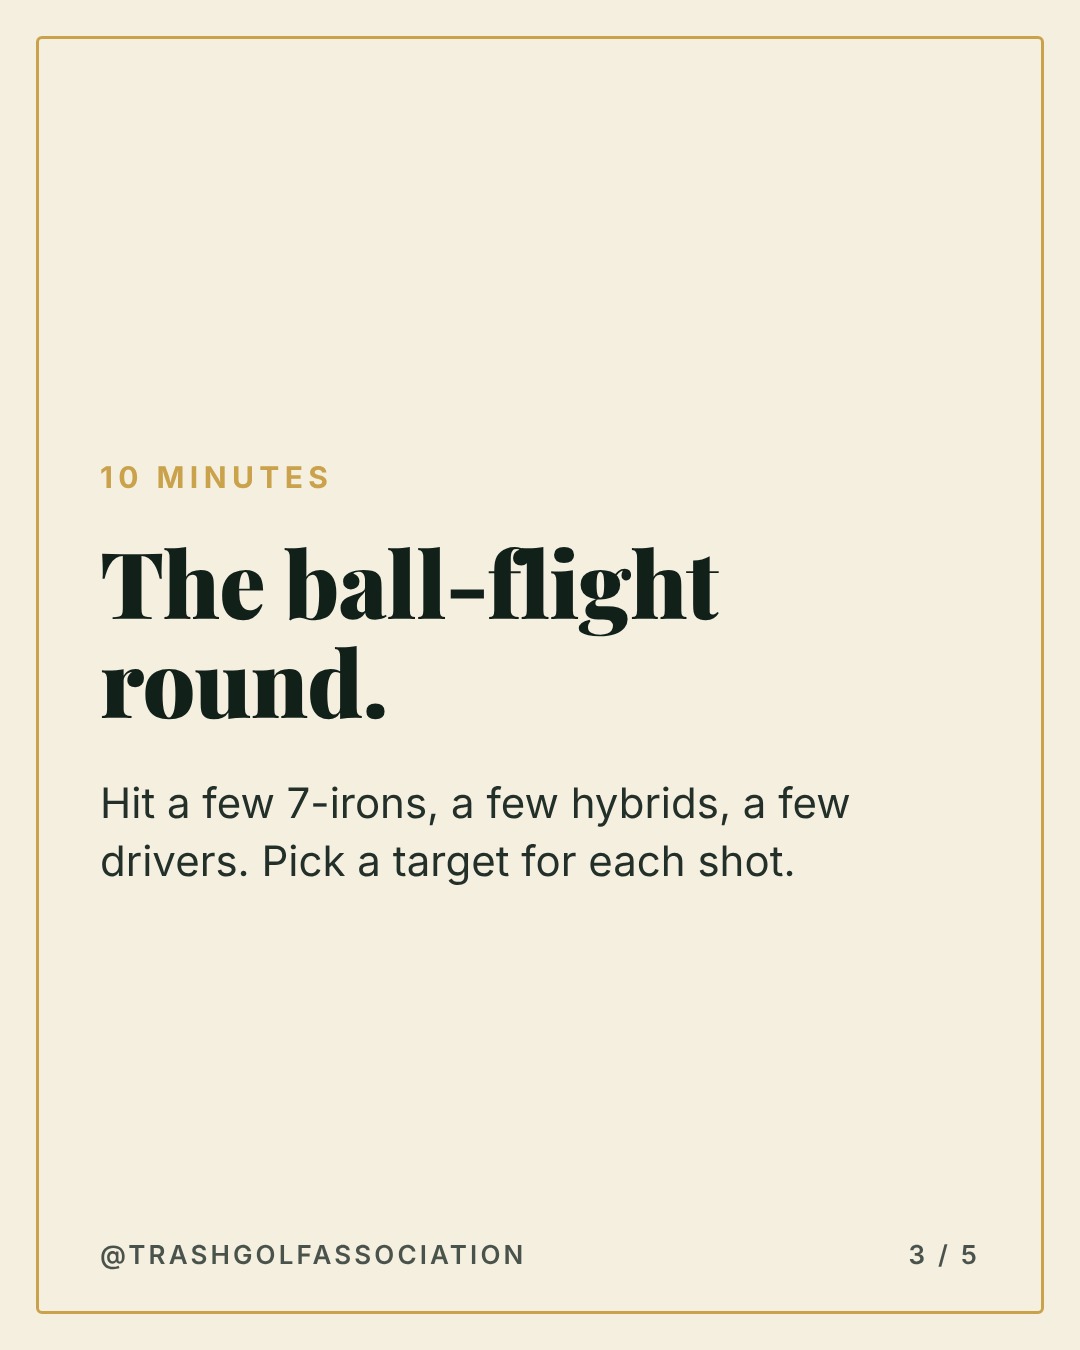 10 MINUTES
The ball-flight
round.
Hit a few 7-irons, a few hybrids, a few
drivers. Pick a target for each shot.
@TRASHGOLFASSOCIATION
3 / 5